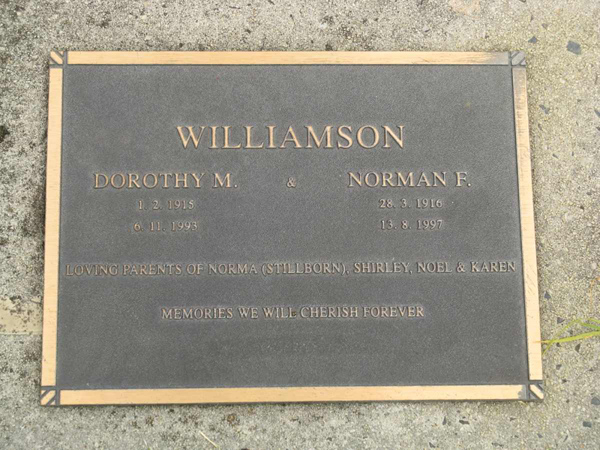 WILLIAMSON
DOROTHY M. & NORMAN F.
1. 2. 1915 28. 3. 1916
6. 11. 1993 13. 8. 1997
LOVING PARENTS OF NORMA (STILLBORN), SHIRLEY, NOEL & KAREN
MEMORIES WE WILL CHERISH FOREVER